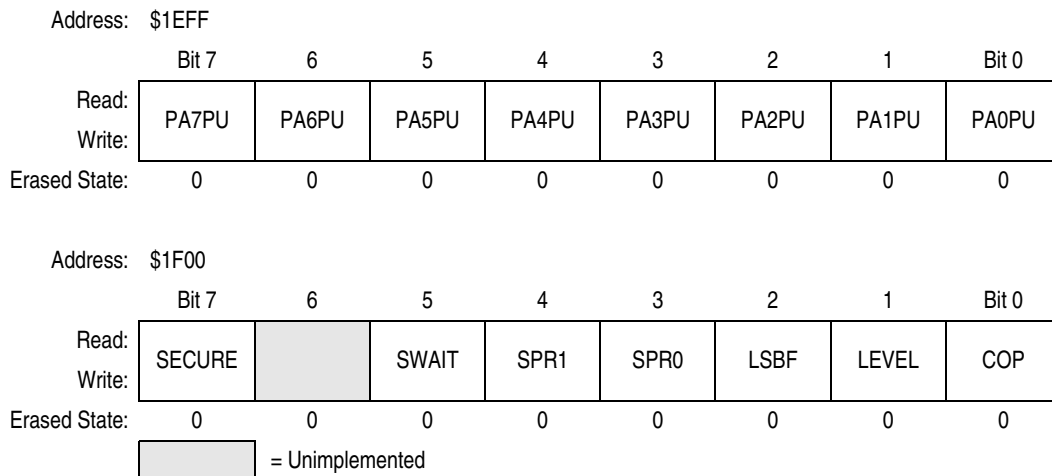 Address: $1EFF
Bit 7 6 5 4 3 2 1 Bit 0
Read:
PA7PU PA6PU PA5PU PA4PU PA3PU PA2PU PA1PU PA0PU
Write:
Erased State: 0 0 0 0 0 0 0 0
Address: $1F00
Bit 7 6 5 4 3 2 1 Bit 0
Read:
SECURE SWAIT SPR1 SPR0 LSBF LEVEL COP
Write:
Erased State: 0 0 0 0 0 0 0 0
= Unimplemented